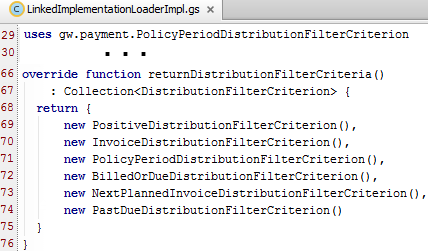 LinkedImplementationLoaderImpl.gs ×
29 uses gw.payment.PolicyPeriodDistributionFilterCriterion
30 . . .
66 override function returnDistributionFilterCriteria()
67 : Collection<DistributionFilterCriterion> {
68 return {
69 new PositiveDistributionFilterCriterion(),
70 new InvoiceDistributionFilterCriterion(),
71 new PolicyPeriodDistributionFilterCriterion(),
72 new BilledOrDueDistributionFilterCriterion(),
73 new NextPlannedInvoiceDistributionFilterCriterion(),
74 new PastDueDistributionFilterCriterion()
75 }
76 }